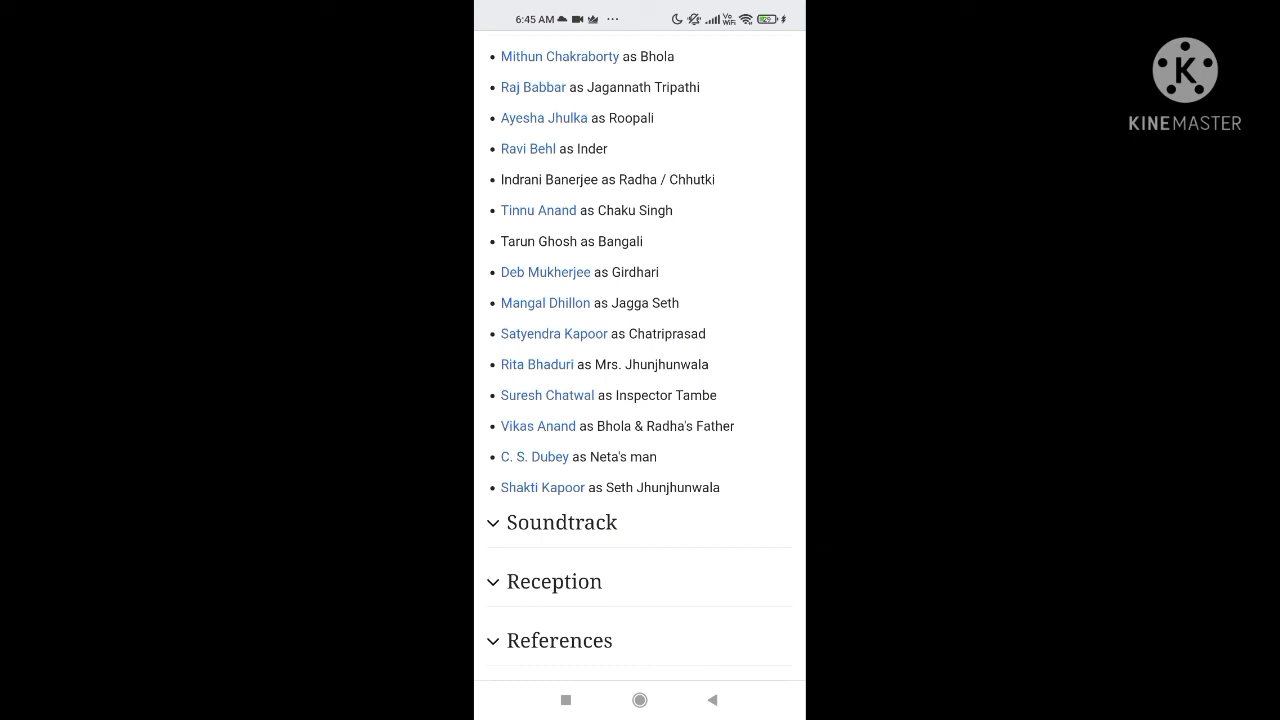 6:45 AM
Vo
WiFi
29
Mithun Chakraborty as Bhola
Raj Babbar as Jagannath Tripathi
Ayesha Jhulka as Roopali
Ravi Behl as Inder
Indrani Banerjee as Radha / Chhutki
Tinnu Anand as Chaku Singh
Tarun Ghosh as Bangali
Deb Mukherjee as Girdhari
Mangal Dhillon as Jagga Seth
Satyendra Kapoor as Chatriprasad
Rita Bhaduri as Mrs. Jhunjhunwala
Suresh Chatwal as Inspector Tambe
Vikas Anand as Bhola & Radha's Father
C. S. Dubey as Neta's man
Shakti Kapoor as Seth Jhunjhunwala
Soundtrack
Reception
References
K
KINEMASTER